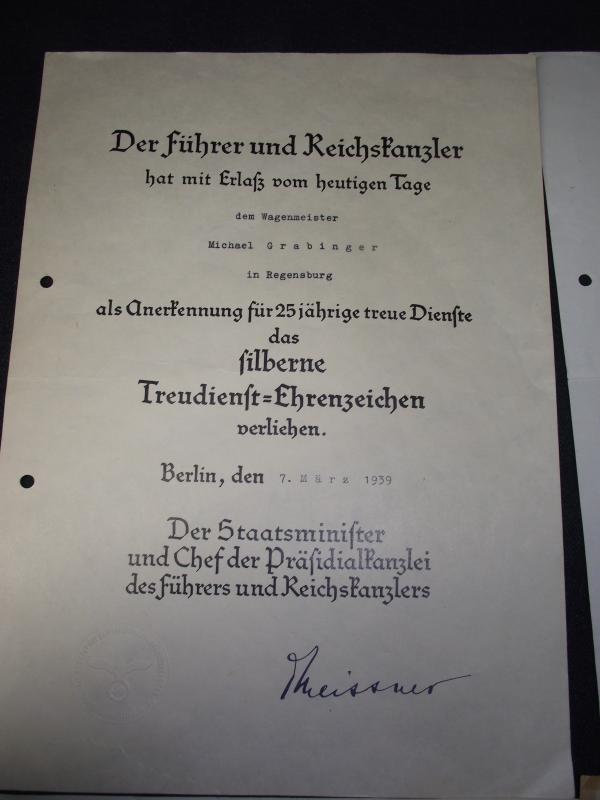 Der Führer und Reichskanzler
hat mit Erlaß vom heutigen Tage
dem Wagenmeister
Michael Grabinger
in Regensburg
als Anerkennung für 25jährige treue Dienste
das
silberne
Treudienst=Ehrenzeichen
verliehen.
Berlin, den 7. März 1939
Der Staatsminister
und Chef der Präsidialkanzlei
des Führers und Reichskanzlers
Meissner